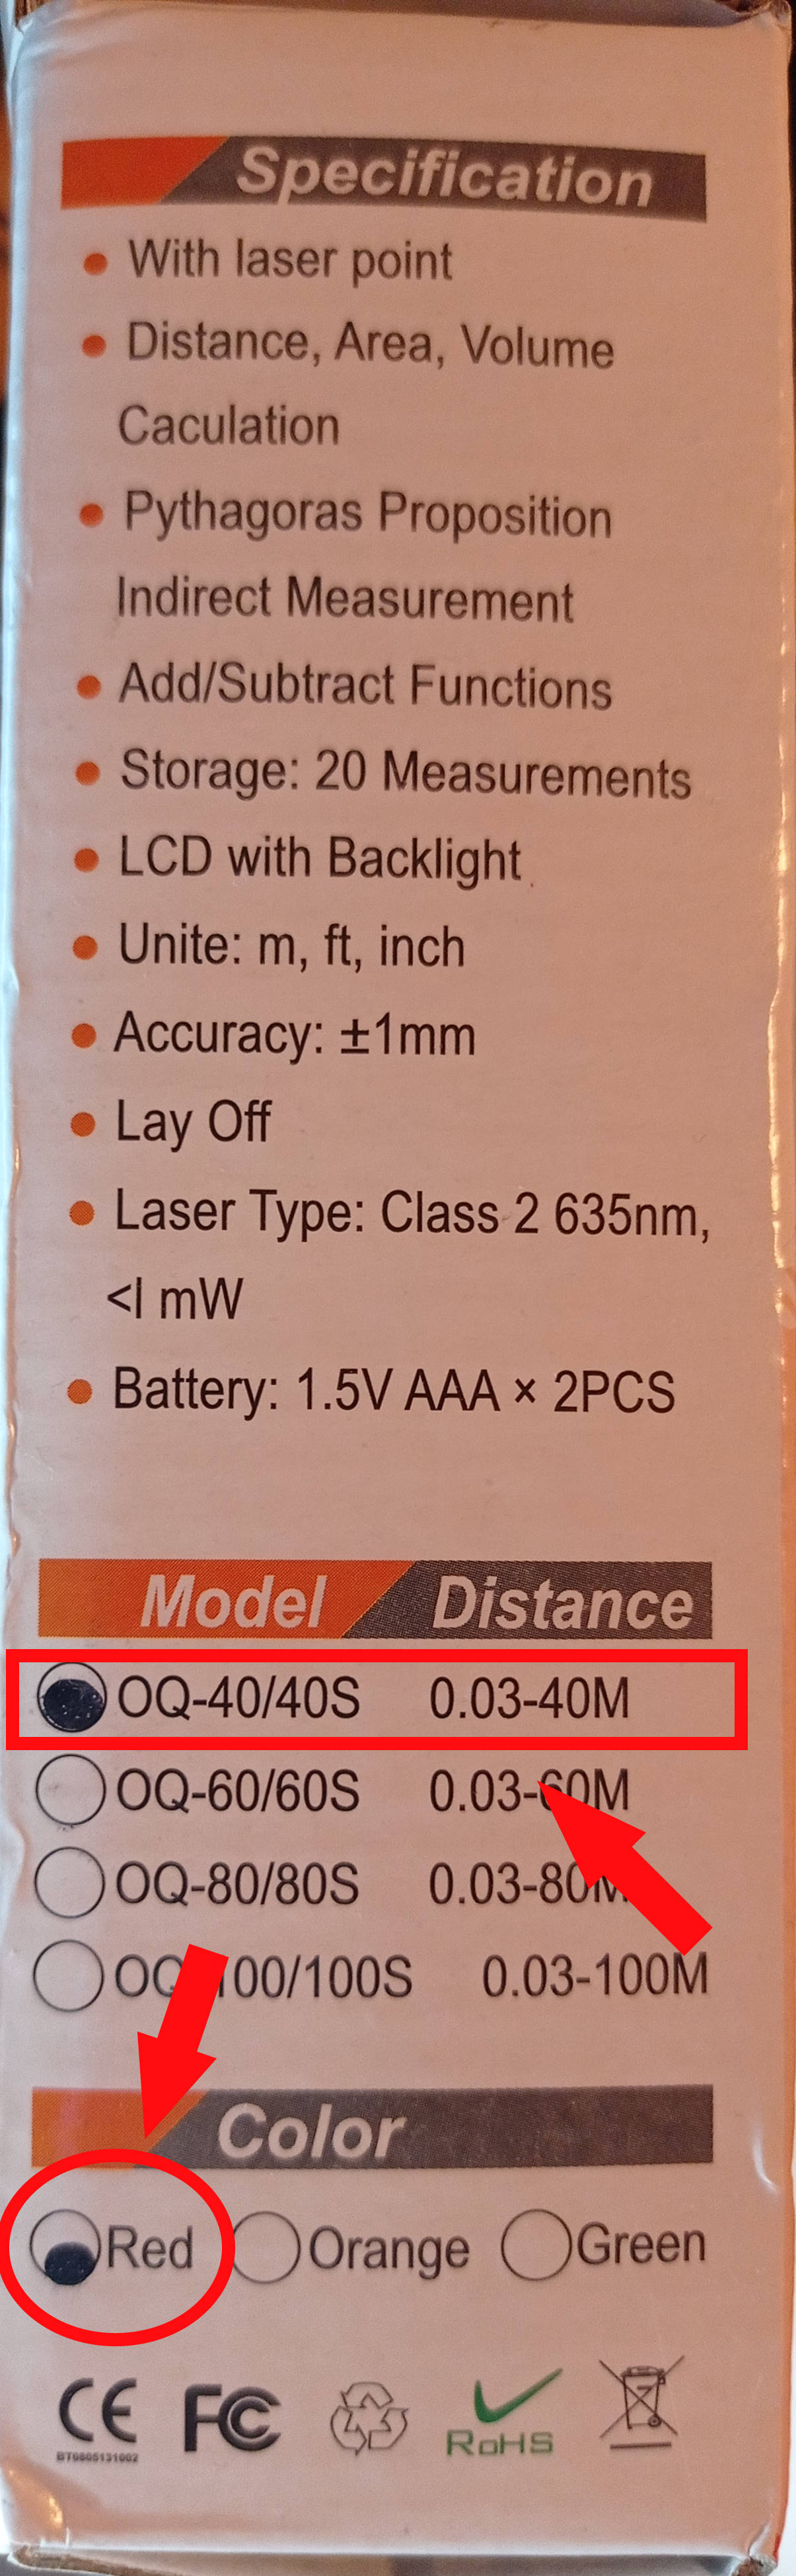 Specification
With laser point
Distance, Area, Volume
Caculation
Pythagoras Proposition
Indirect Measurement
Add/Subtract Functions
Storage: 20 Measurements
LCD with Backlight
Unite: m, ft, inch
Accuracy: ±1mm
Lay Off
Laser Type: Class 2 635nm,
<l mW
Battery: 1.5V AAA × 2PCS
Model Distance
OQ-40/40S 0.03-40M
OQ-60/60S 0.03-60M
OQ-80/80S 0.03-80M
OQ-100/100S 0.03-100M
Color
Red Orange Green
CE FC RoHS
BT0805131002